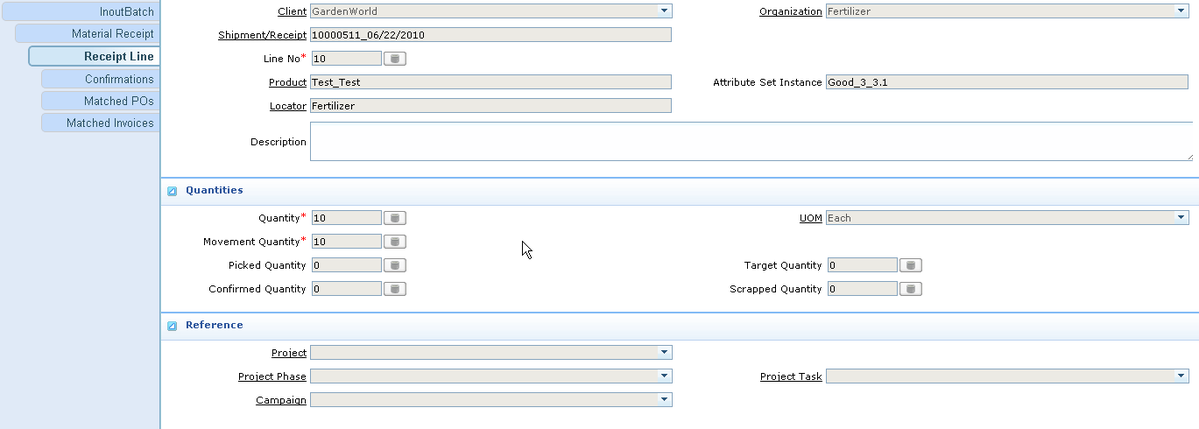 InoutBatch
Material Receipt
Receipt Line
Confirmations
Matched POs
Matched Invoices
Client GardenWorld Organization Fertilizer
Shipment/Receipt 10000511_06/22/2010
Line No* 10
Product Test_Test Attribute Set Instance Good_3_3.1
Locator Fertilizer
Description
Quantities
Quantity* 10 UOM Each
Movement Quantity* 10
Picked Quantity 0 Target Quantity 0
Confirmed Quantity 0 Scrapped Quantity 0
Reference
Project
Project Phase Project Task
Campaign